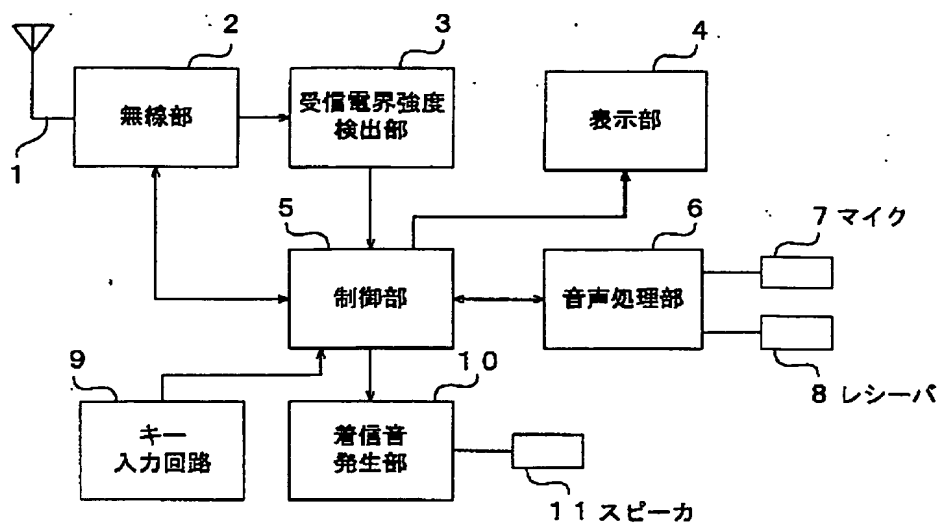 2
3
4
無線部
受信電界強度
検出部
表示部
1
5
6
7 マイク
制御部
音声処理部
8 レシーバ
9
10
キー
入力回路
着信音
発生部
11 スピーカ